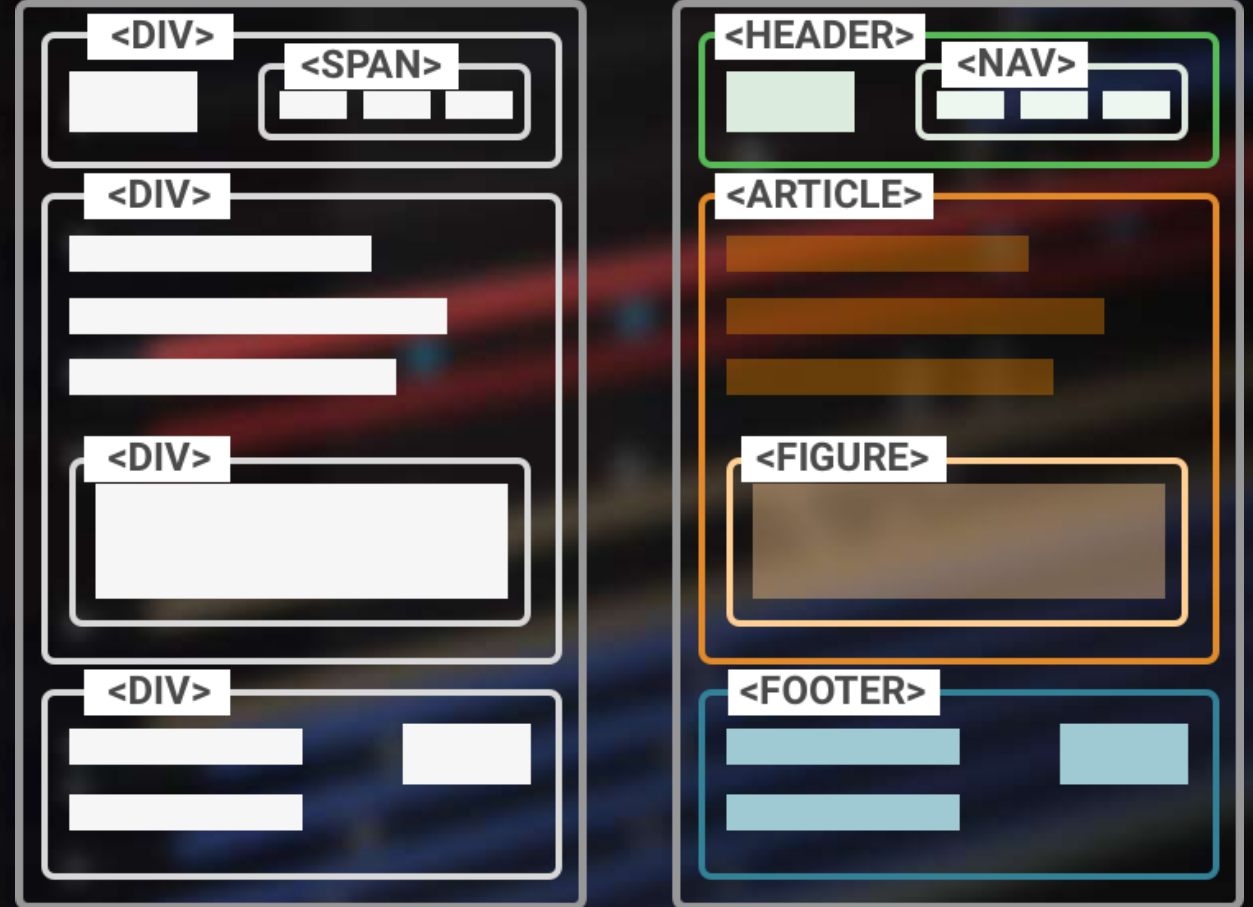 <DIV>
<SPAN>
<DIV>
<DIV>
<DIV>
<HEADER>
<NAV>
<ARTICLE>
<FIGURE>
<FOOTER>